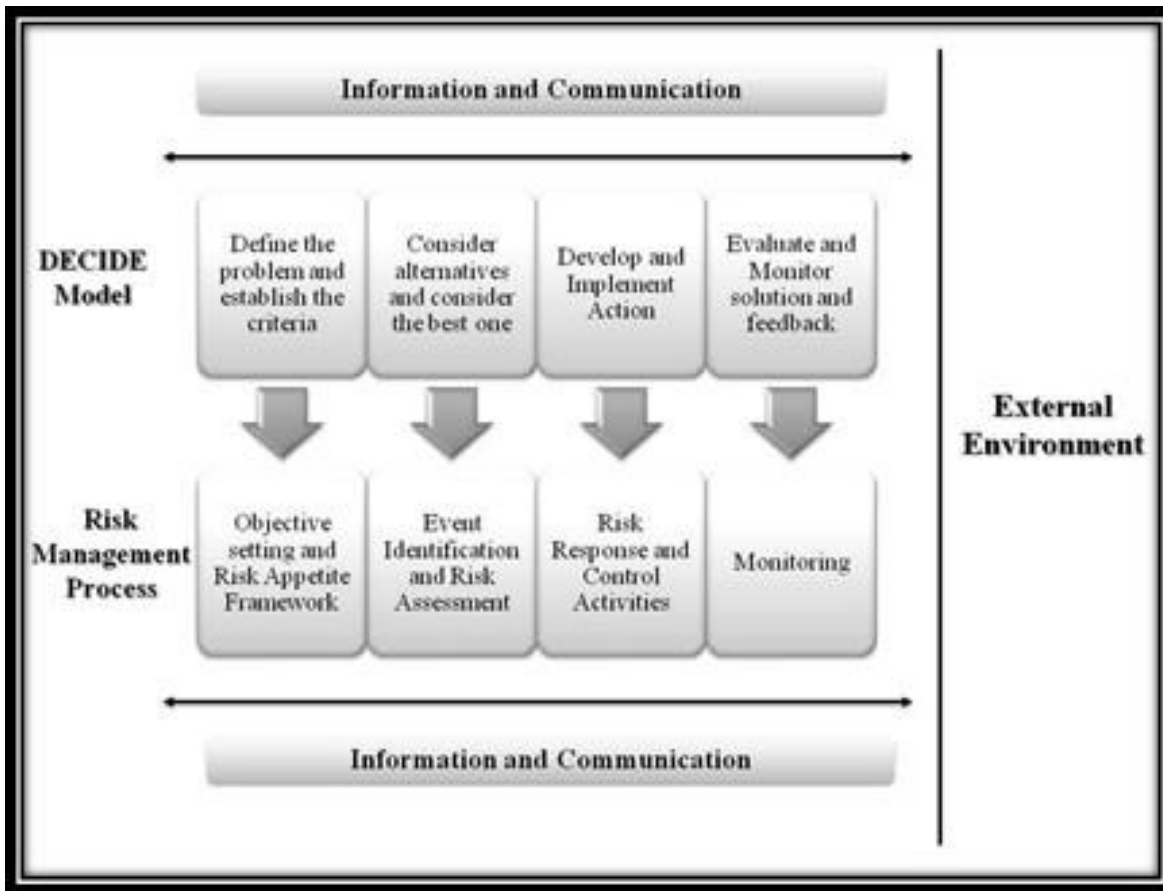 Information and Communication
DECIDE
Model
Define the
problem and
establish the
criteria
Consider
alternatives
and consider
the best one
Develop and
Implement
Action
Evaluate and
Monitor
solution and
feedback
External
Environment
Risk
Management
Process
Objective
setting and
Risk Appetite
Framework
Event
Identification
and Risk
Assessment
Risk
Response and
Control
Activities
Monitoring
Information and Communication